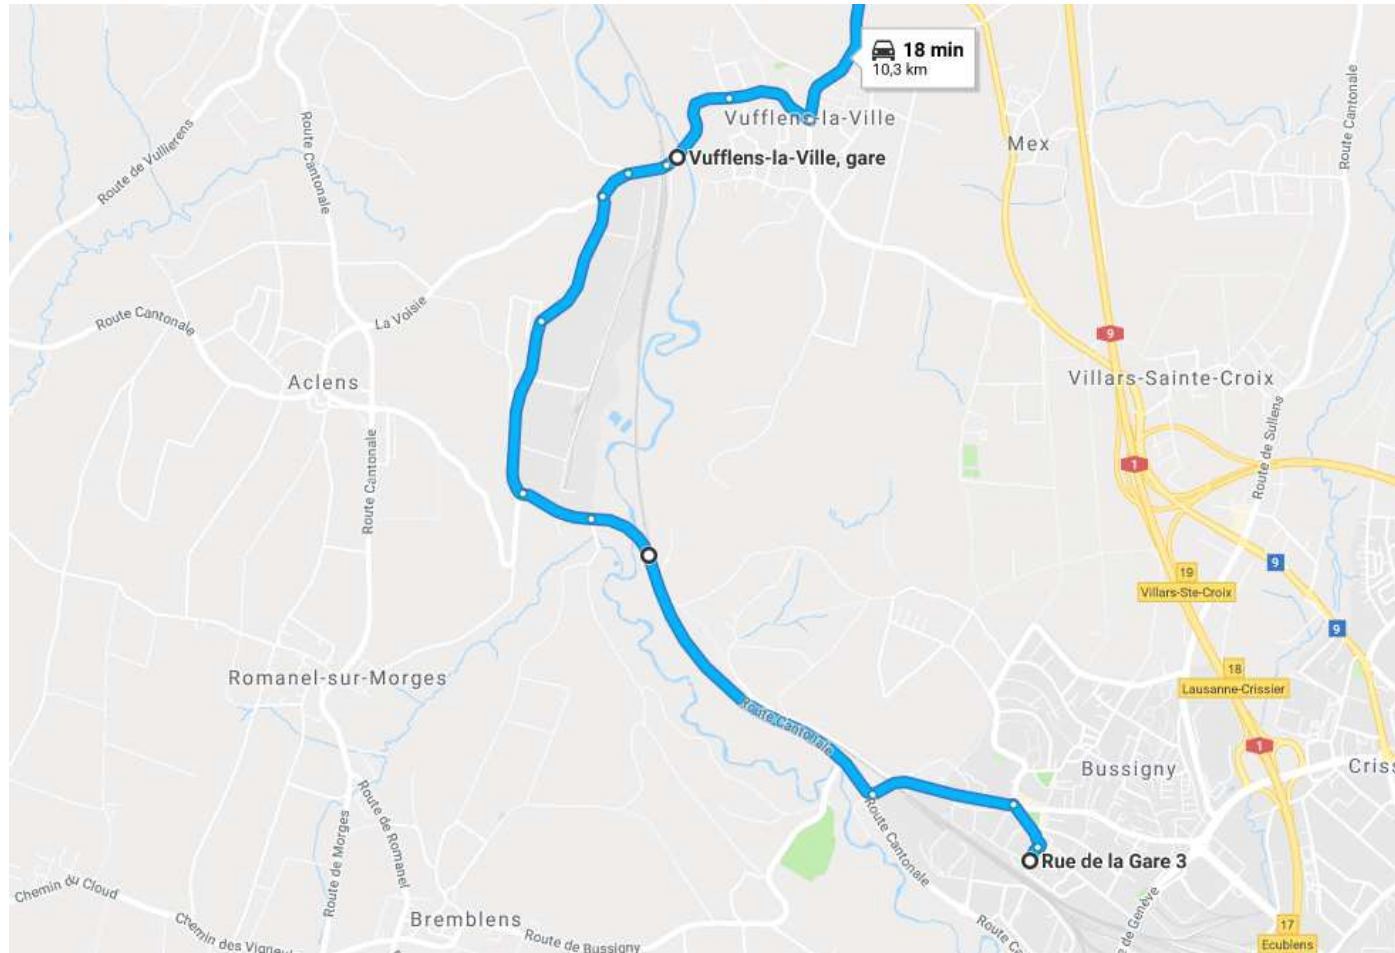 18 min
10,3 km
Vufflens-la-Ville
Mex
Route Cantonale
Route de Vullierens
Route Cantonale
Vufflens-la-Ville, gare
La Voisie
Route Cantonale
9
Aclens
Villars-Sainte-Croix
Route de Sullens
Route Cantonale
1
9
19
Villars-Ste-Croix
9
Romanel-sur-Morges
18
Lausanne-Crissier
Route Cantonale
1
Bussigny
Criss
Route de Romanel
Route de Morges
Route Cantonale
Rue de la Gare 3
Chemin du Cloud
Bremblens
Chemin des Vigneu
Route de Bussigny
Route Ca
e de Genève
17
Ecublens